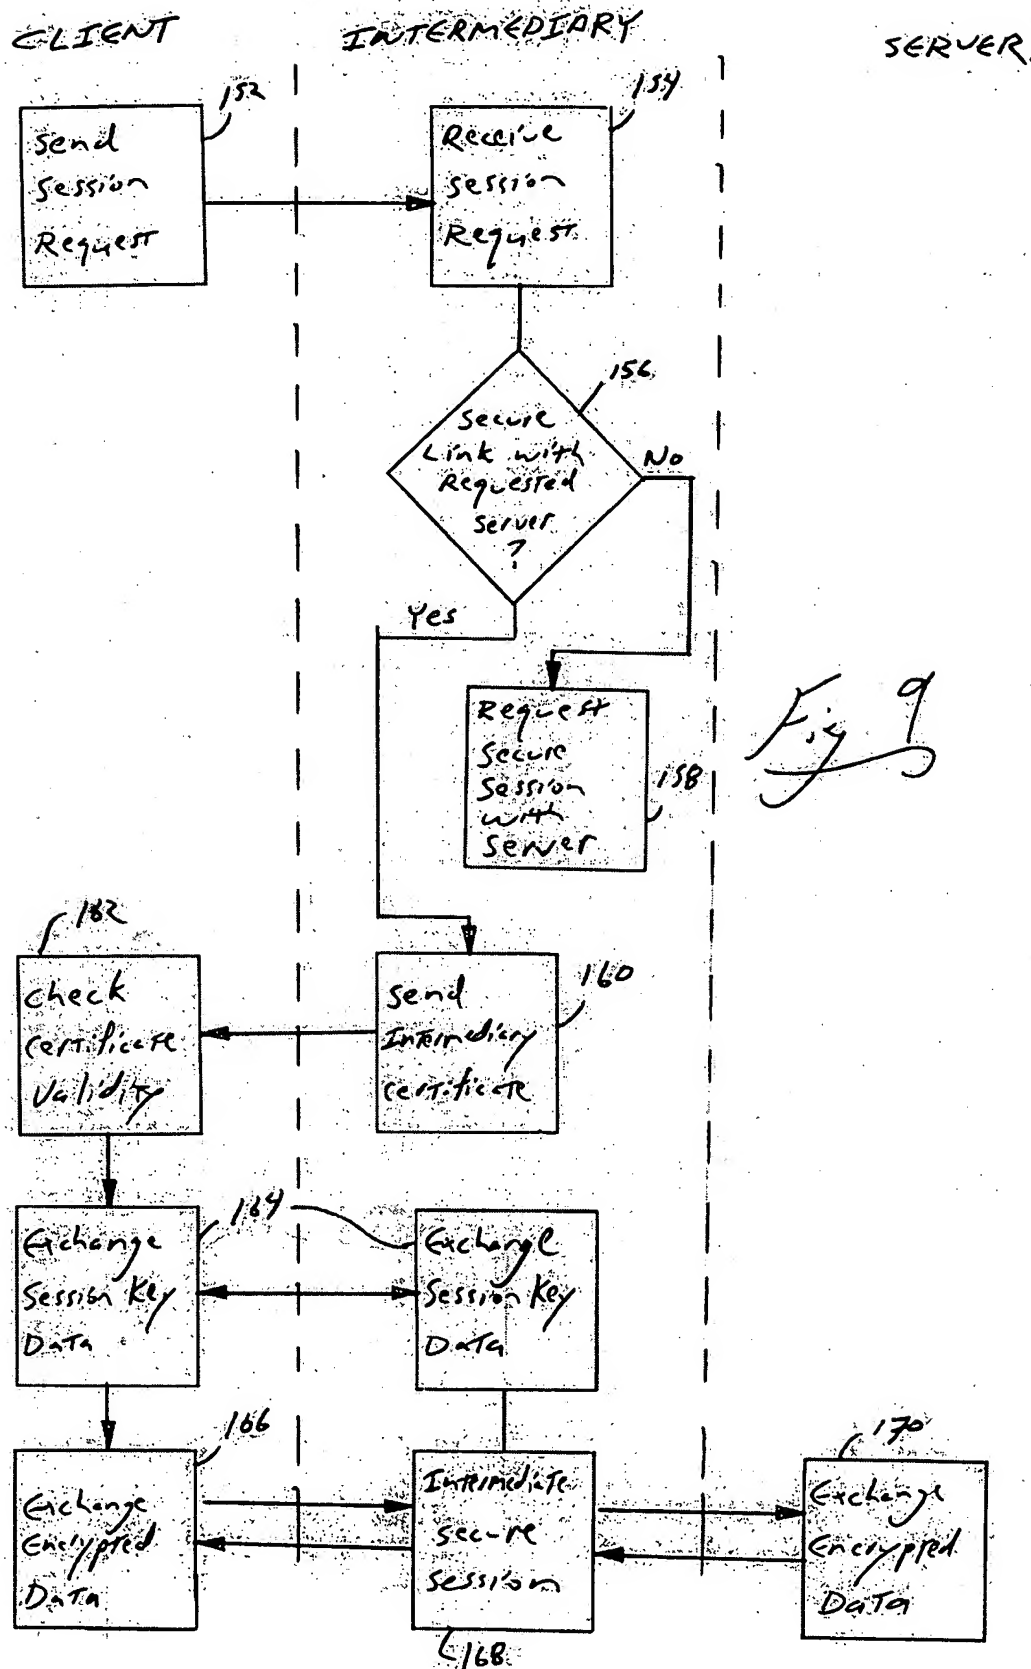 CLIENT
INTERMEDIARY
SERVER
152
Send
Session
Request
154
Receive
Session
Request
156
Secure
Link with
Requested
Server
?
No
Yes
Request
Secure
Session
with
Server
158
Fig 9
162
Check
Certificate
Validity
160
Send
Intermediary
Certificate
164
Exchange
Session Key
Data
Exchange
Session Key
Data
166
Exchange
Encrypted
Data
Intermediate
Secure
Session
168
170
Exchange
Encrypted
Data